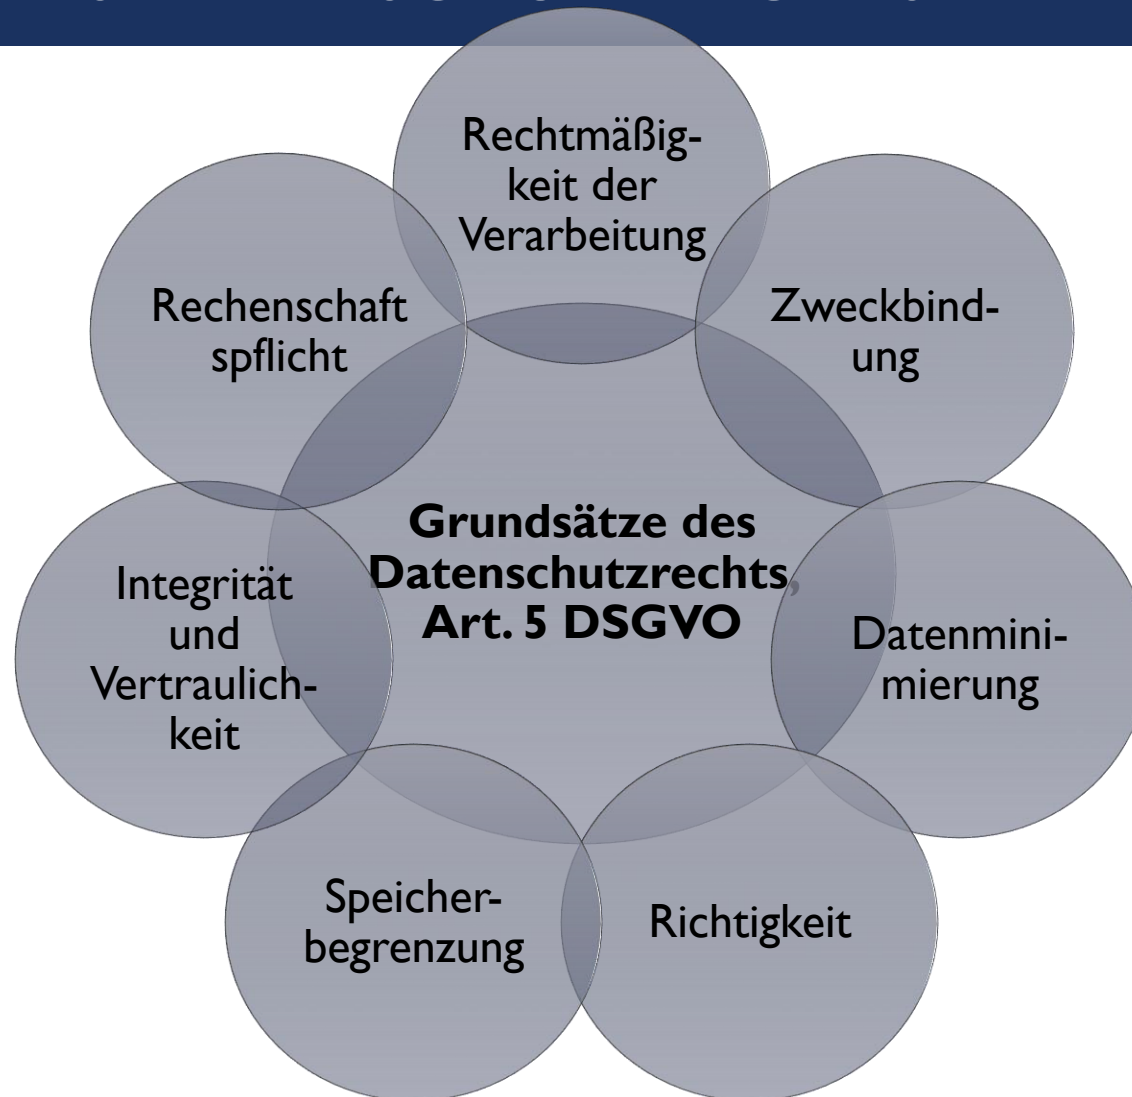 Rechtmäßig-
keit der
Verarbeitung
Zweckbind-
ung
Datenmini-
mierung
Richtigkeit
Speicher-
begrenzung
Integrität
und
Vertraulich-
keit
Rechenschaft
spflicht
Grundsätze des
Datenschutzrechts,
Art. 5 DSGVO